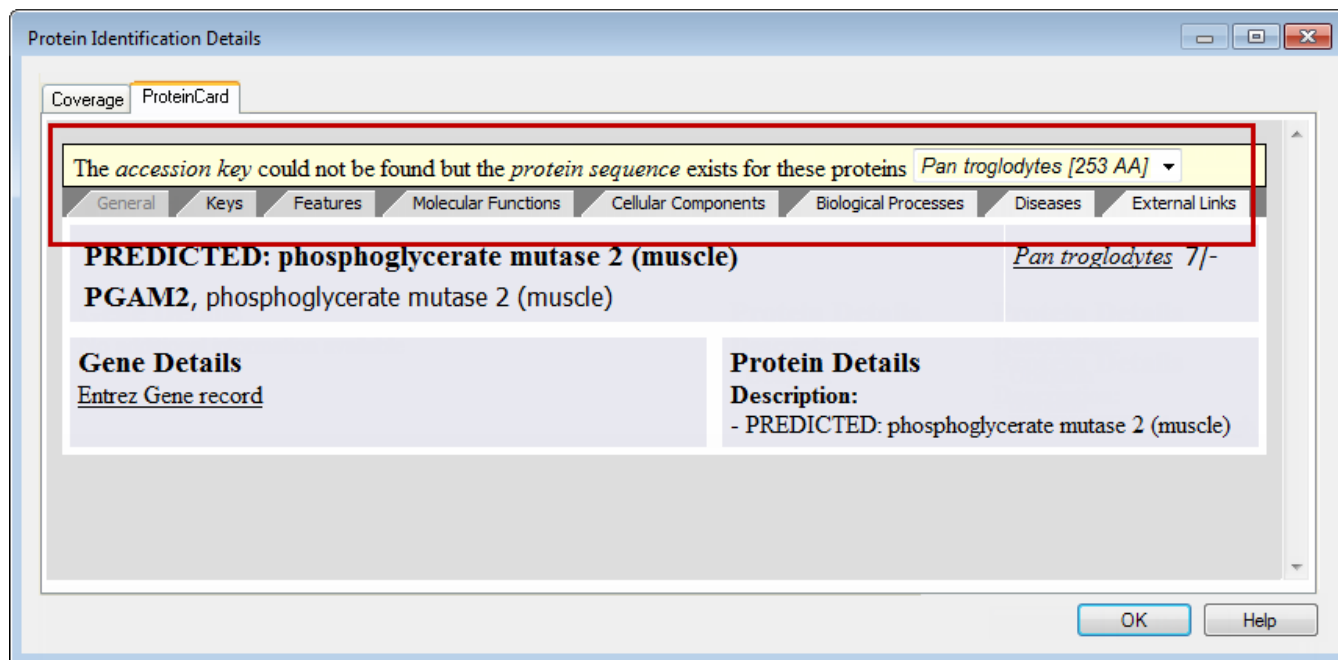 Protein Identification Details
Coverage ProteinCard
The accession key could not be found but the protein sequence exists for these proteins Pan troglodytes [253 AA]
General Keys Features Molecular Functions Cellular Components Biological Processes Diseases External Links
PREDICTED: phosphoglycerate mutase 2 (muscle) Pan troglodytes 7/-
PGAM2, phosphoglycerate mutase 2 (muscle)
Gene Details
Entrez Gene record
Protein Details
Description:
- PREDICTED: phosphoglycerate mutase 2 (muscle)
OK Help